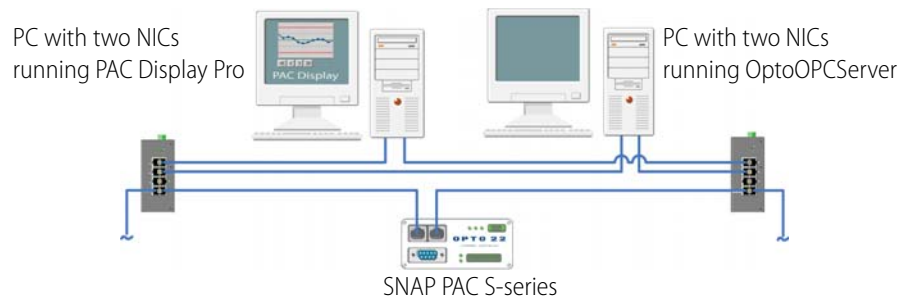 PC with two NICs
running PAC Display Pro
PAC Display
PC with two NICs
running OptoOPCServer
OPTO 22
SNAP PAC S-series